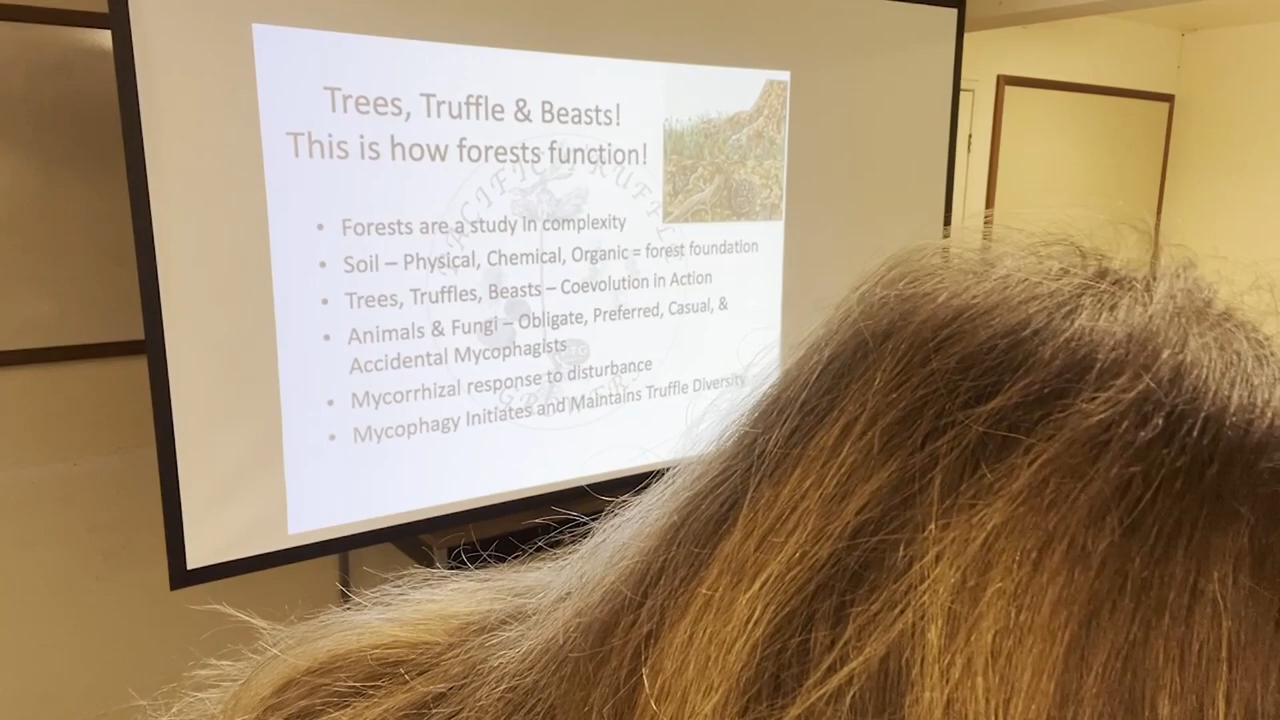 Trees, Truffle & Beasts!
This is how forests function!
• Forests are a study in complexity
• Soil – Physical, Chemical, Organic = forest foundation
• Trees, Truffles, Beasts – Coevolution in Action
• Animals & Fungi – Obligate, Preferred, Casual, &
Accidental Mycophagists
• Mycorrhizal response to disturbance
• Mycophagy Initiates and Maintains Truffle Diversity
PACIFIC TRUFFLE